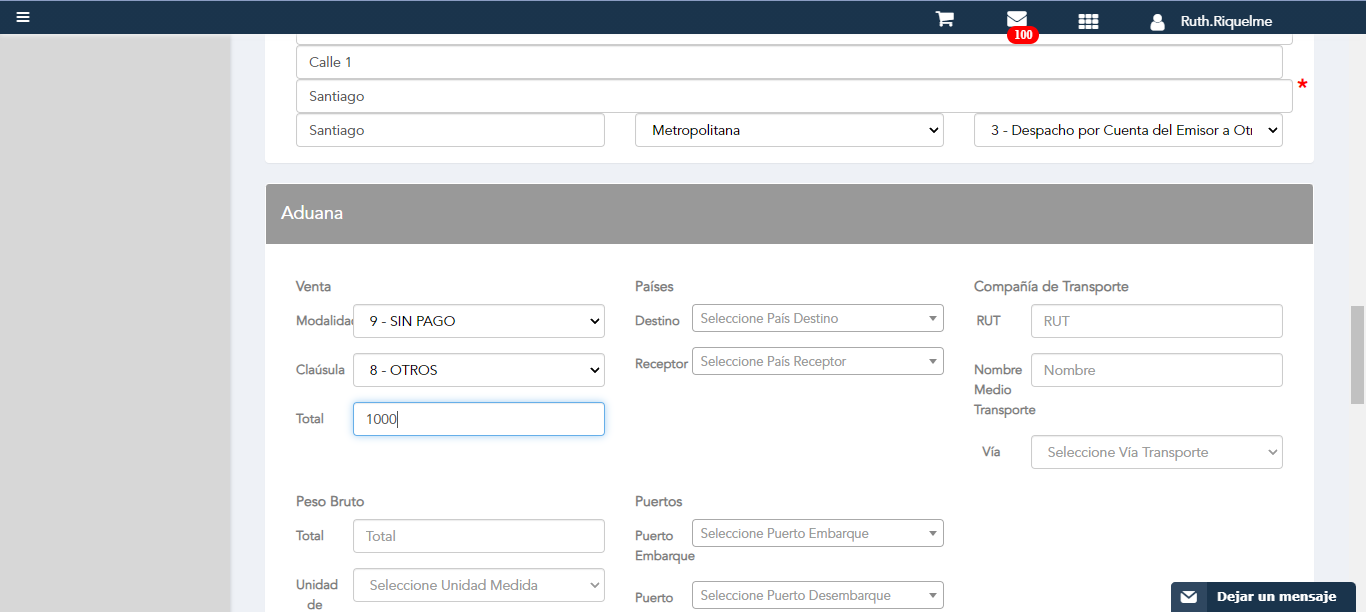 100
Ruth.Riquelme
Calle 1
Santiago
*
Santiago
Metropolitana
3 - Despacho por Cuenta del Emisor a Otr
Aduana
Venta
Países
Compañía de Transporte
Modalidad
9 - SIN PAGO
Destino
Seleccione País Destino
RUT
RUT
Claúsula
8 - OTROS
Receptor
Seleccione País Receptor
Nombre
Medio
Transporte
Nombre
Total
1000
Vía
Seleccione Vía Transporte
Peso Bruto
Puertos
Total
Total
Puerto
Embarque
Seleccione Puerto Embarque
Unidad
de
Seleccione Unidad Medida
Puerto
Seleccione Puerto Desembarque
Dejar un mensaje